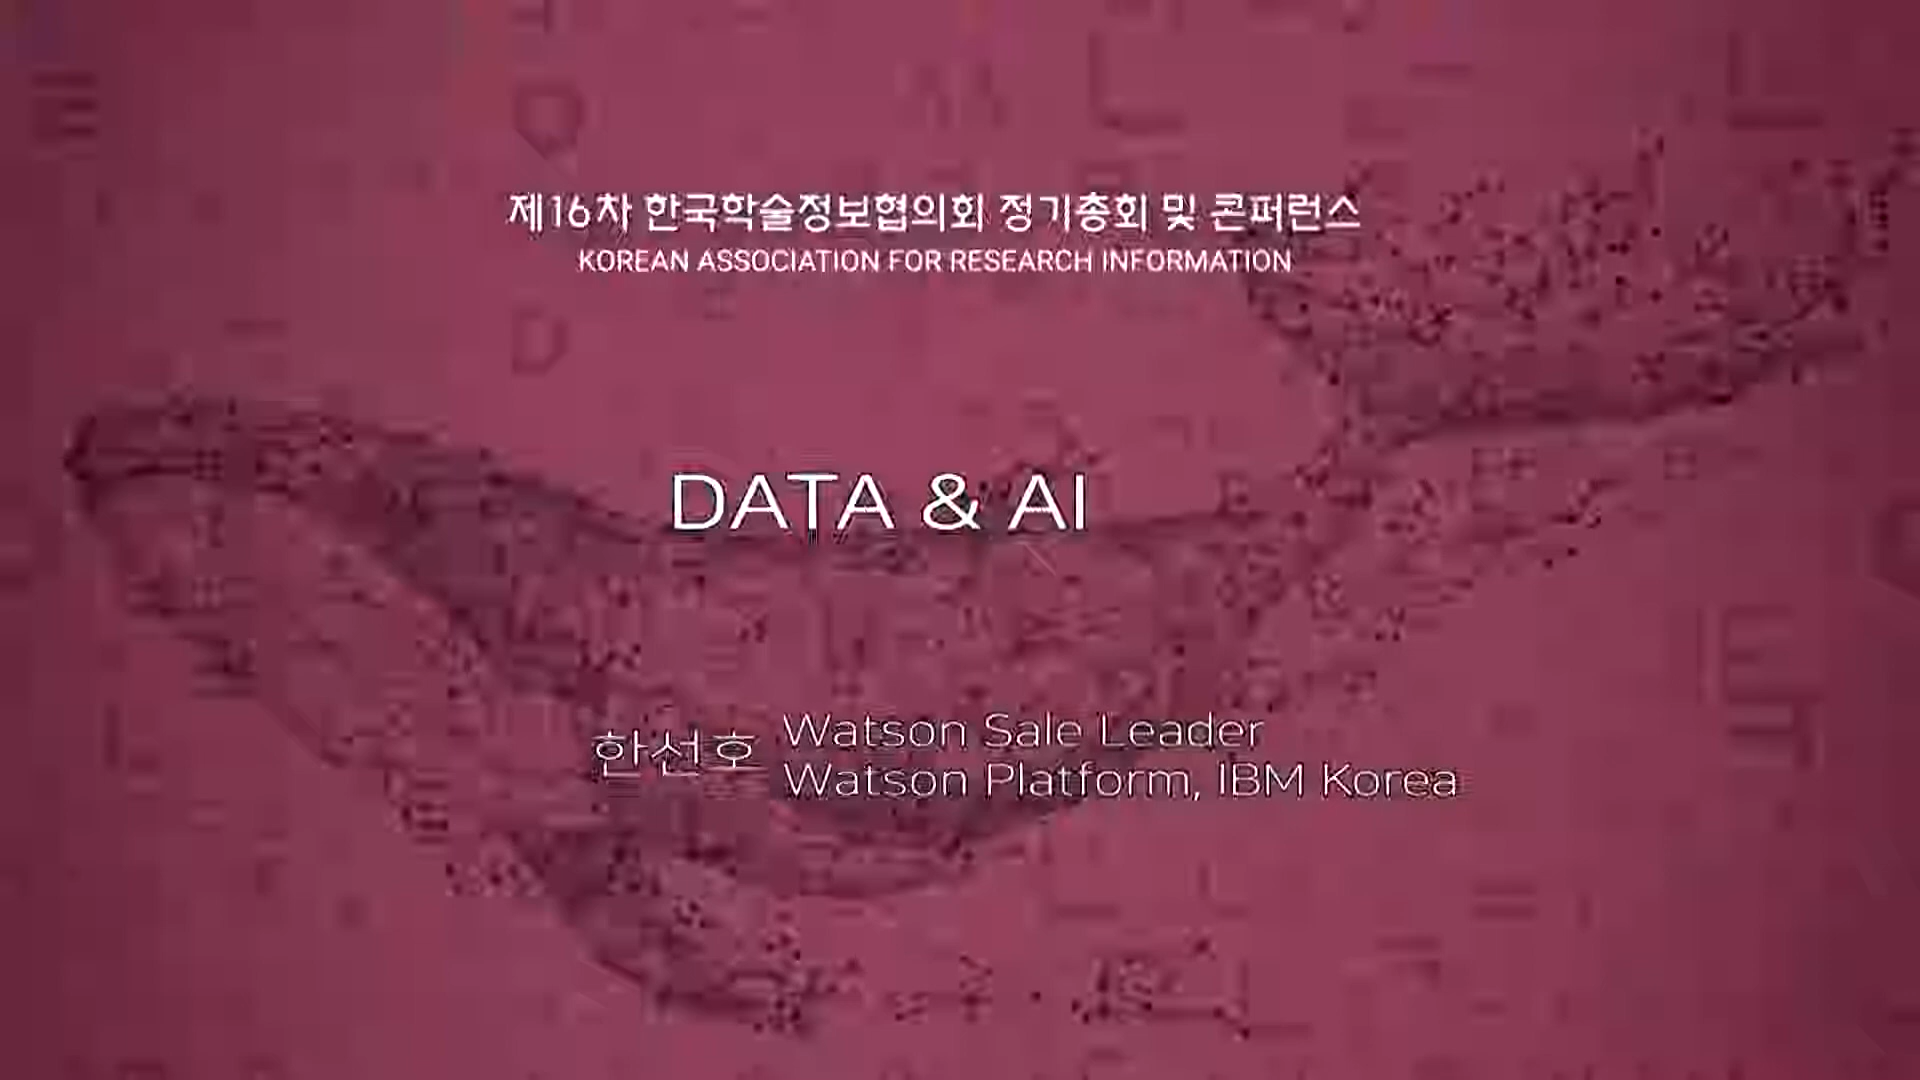 제16차 한국학술정보협의회 정기총회 및 콘퍼런스
KOREAN ASSOCIATION FOR RESEARCH INFORMATION
DATA & AI
한선호
Watson Sale Leader
Watson Platform, IBM Korea